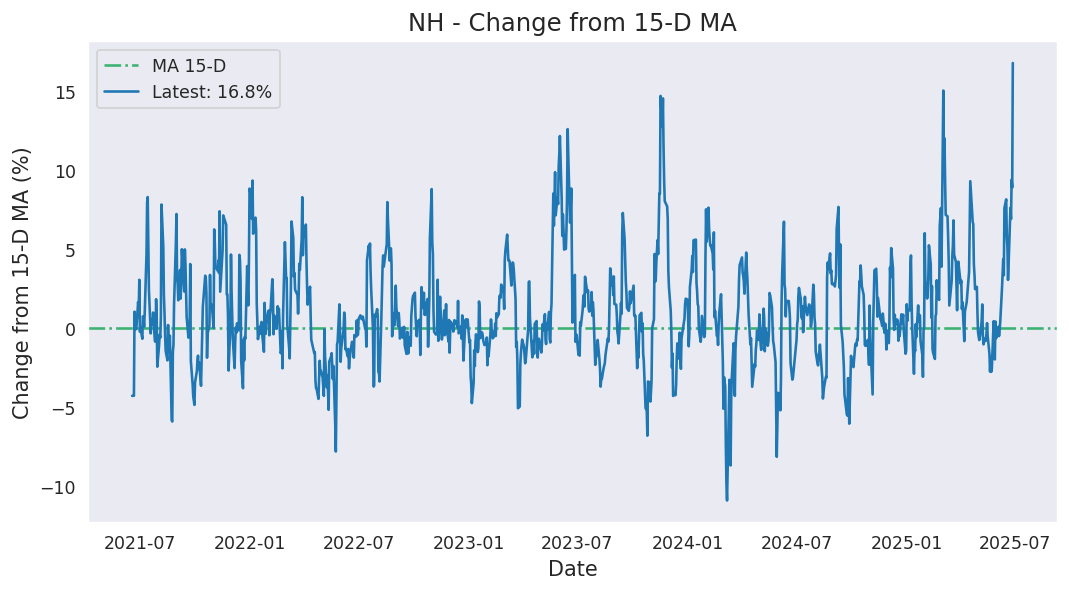 NH - Change from 15-D MA
MA 15-D
Latest: 16.8%
Change from 15-D MA (%)
15
10
5
0
−5
−10
2021-07 2022-01 2022-07 2023-01 2023-07 2024-01 2024-07 2025-01 2025-07
Date